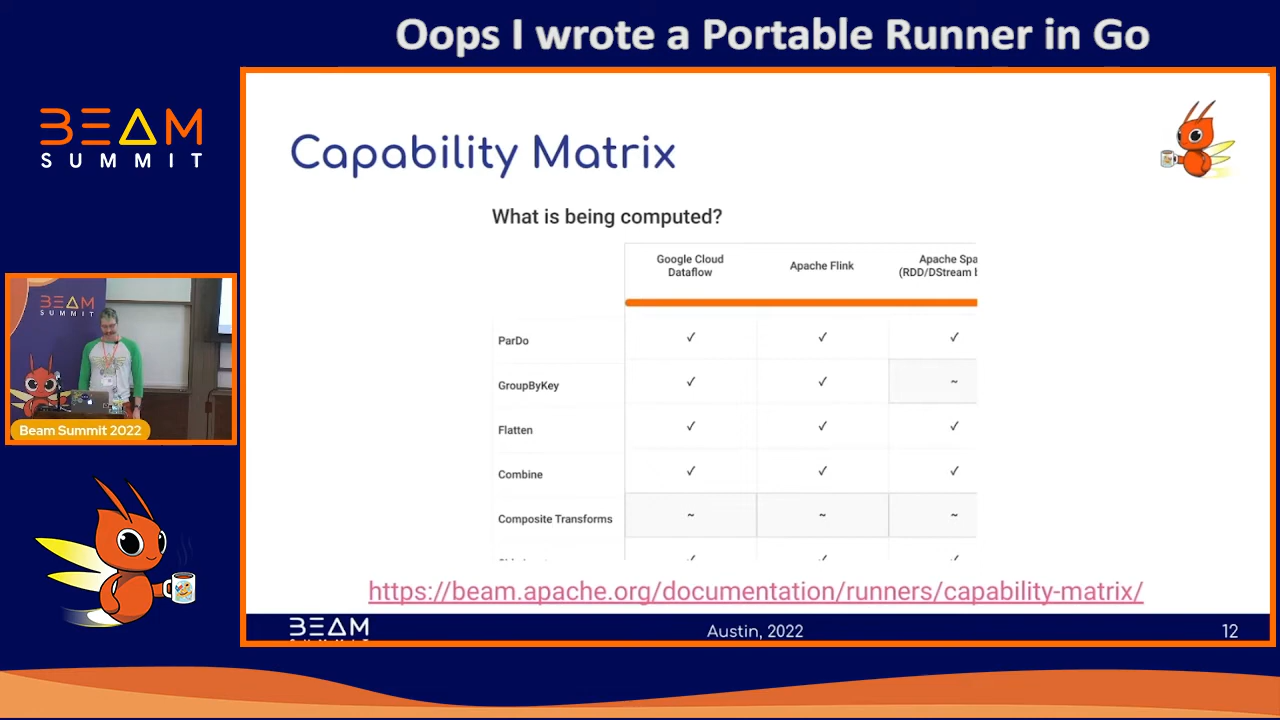 Oops I wrote a Portable Runner in Go
BEAM
SUMMIT
Capability Matrix
What is being computed?
Google Cloud
Dataflow
Apache Flink
Apache Spa
(RDD/DStream b
ParDo
✓ ✓ ✓
GroupByKey
✓ ✓ ~
Flatten
✓ ✓ ✓
Combine
✓ ✓ ✓
Composite Transforms
~ ~ ~
✓ ✓ ✓
https://beam.apache.org/documentation/runners/capability-matrix/
BEAM
Austin, 2022
12
BEAM
SUMMIT
Beam Summit 2022